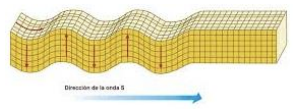 Dirección de la onda S